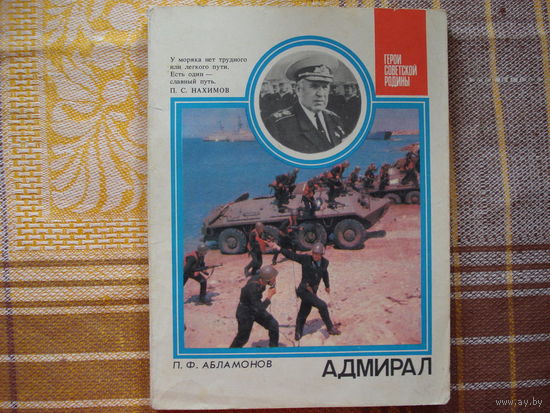 У моряка нет трудного
или легкого пути.
Есть один —
славный путь.
П. С. НАХИМОВ
ГЕРОИ
СОВЕТСКОЙ
РОДИНЫ
П. Ф. АБЛАМОНОВ
АДМИРАЛ
www.ay.by